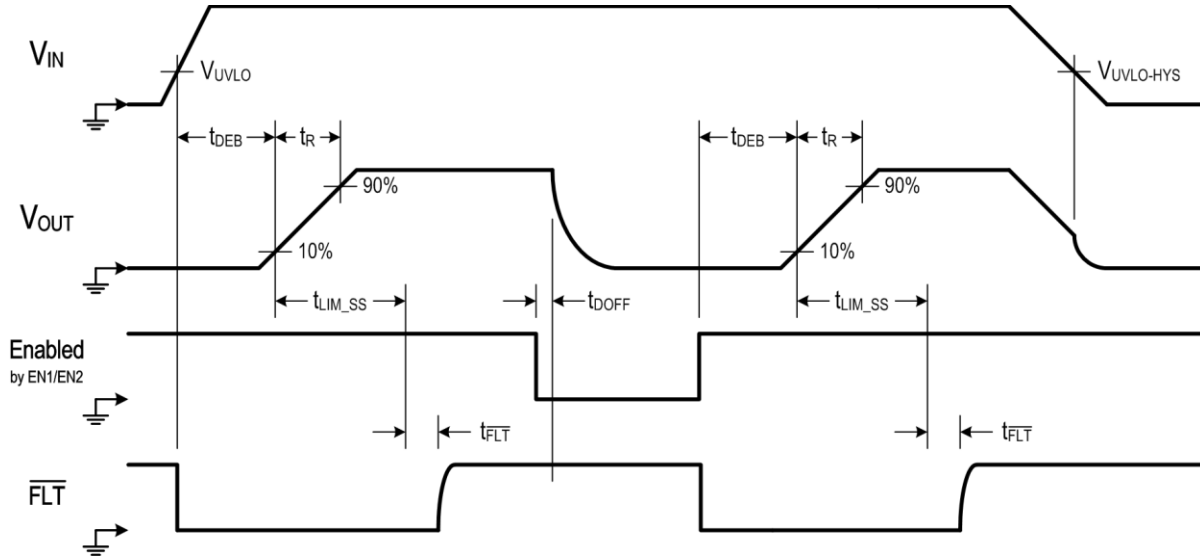 VIN
VUVLO
VUVLO-HYS
tDEB
tR
tDEB
tR
90%
90%
VOUT
10%
10%
tLIM_SS
tDOFF
tLIM_SS
Enabled
by EN1/EN2
tFLT
tFLT
FLT